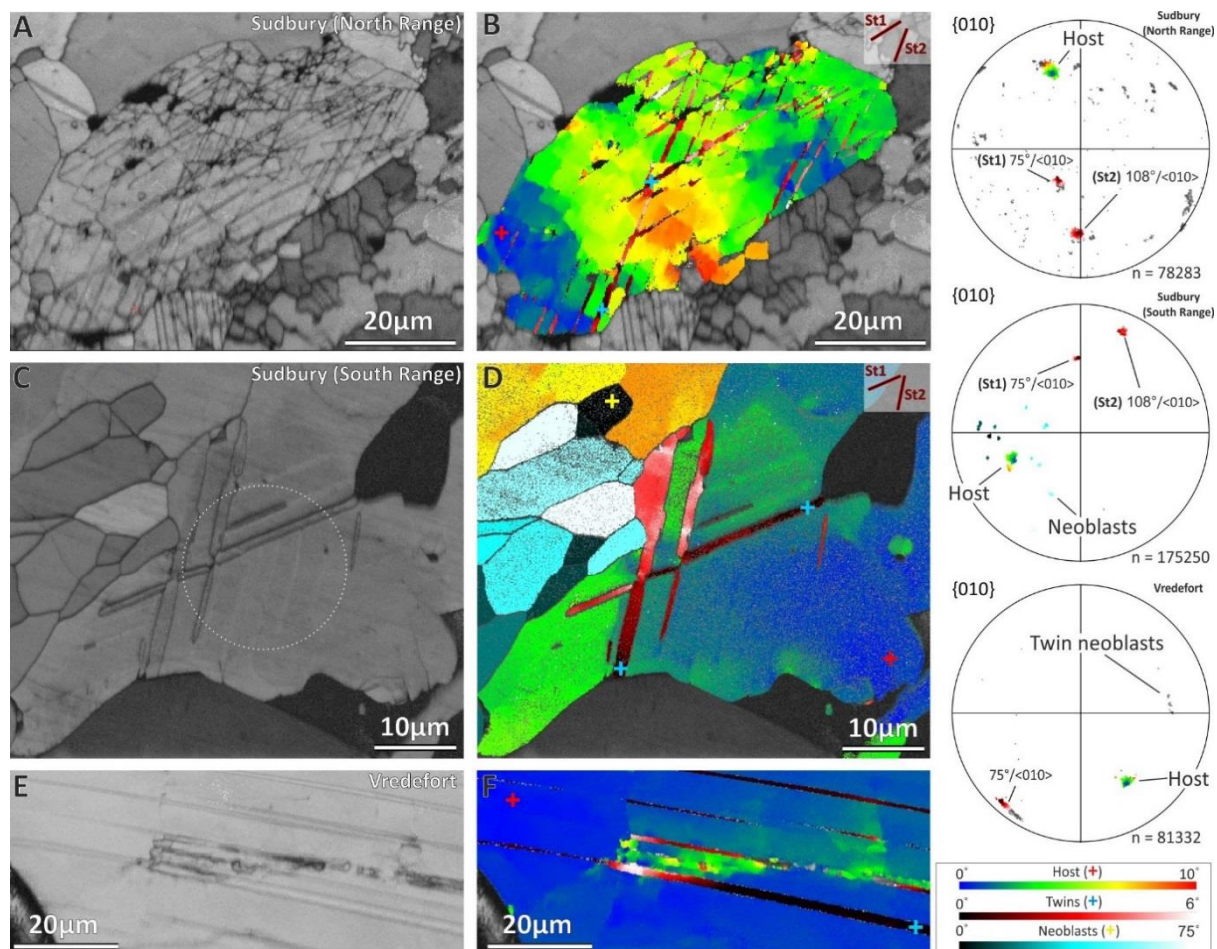 A
Sudbury (North Range)
20µm
B
St1
St2
20µm
{010}
Sudbury
(North Range)
Host
(St1) 75°/<010>
(St2) 108°/<010>
n = 78283
C
Sudbury (South Range)
10µm
D
St1
St2
10µm
{010}
Sudbury
(South Range)
(St1) 75°/<010>
(St2) 108°/<010>
Host
Neoblasts
n = 175250
E
Vredefort
20µm
F
20µm
{010}
Vredefort
Twin neoblasts
75°/<010>
Host
n = 81332
0° Host (+) 10°
0° Twins (+) 6°
0° Neoblasts (+) 75°